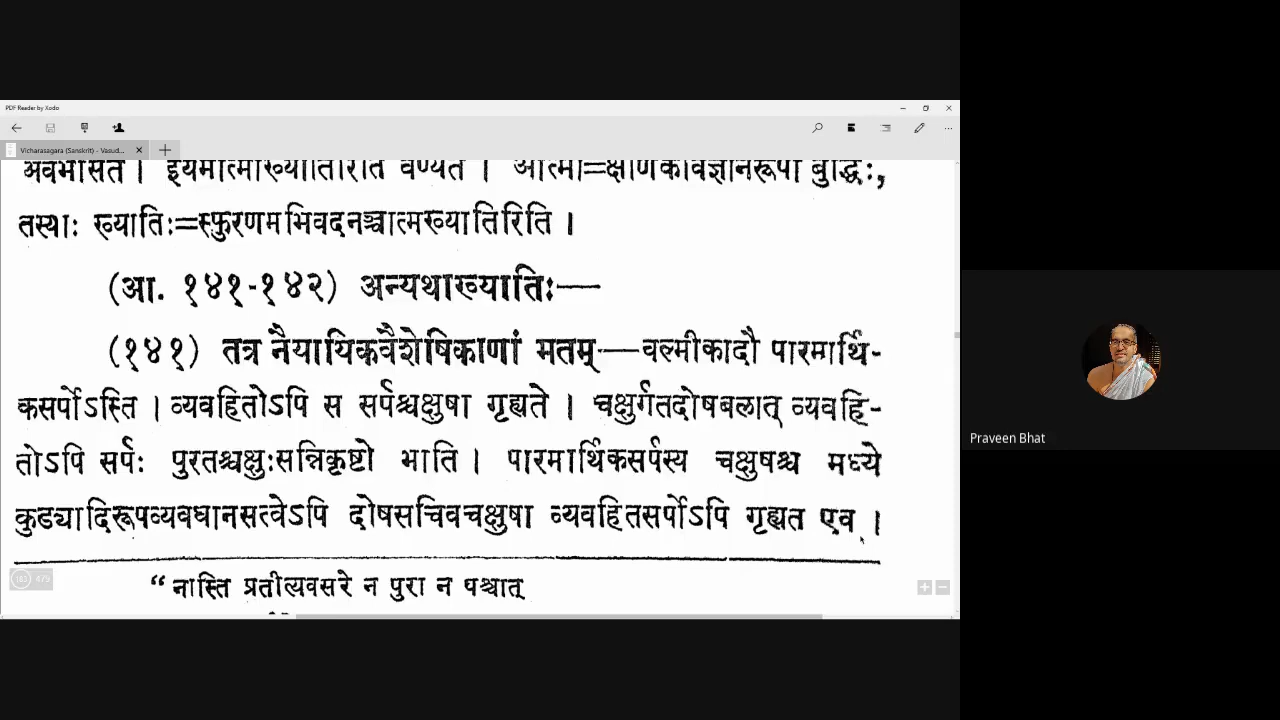 PDF Reader by Xodo
Vicharasagara (Sanskrit) - Vasud...
अवभासते । इयमात्माख्यातिरिति वर्ण्यते । आत्मा=क्षणिकविज्ञानरूपा बुद्धिः,
तस्थाः ख्यातिः=स्फुरणमभिवदनञ्चात्मख्यातिरिति ।
(आ. १४१-१४२) अन्यथाख्यातिः—
(१४१) तत्र नैयायिकवैशेषिकाणां मतम्—वल्मीकादौ पारमार्थि-
कसर्पोऽस्ति । व्यवहितोऽपि स सर्पश्चक्षुषा गृह्यते । चक्षुर्गतदोषबलात् व्यवहि-
तोऽपि सर्पः पुरतश्चक्षुःसन्निकृष्टो भाति । पारमार्थिकसर्पस्य चक्षुषश्च मध्ये
कुड्यादिरूपव्यवधानसत्वेऽपि दोषसचिवचक्षुषा व्यवहितसर्पोऽपि गृह्यत एव ।
“ नास्ति प्रतीत्यवसरे न पुरा न पश्चात्
163 475
Praveen Bhat